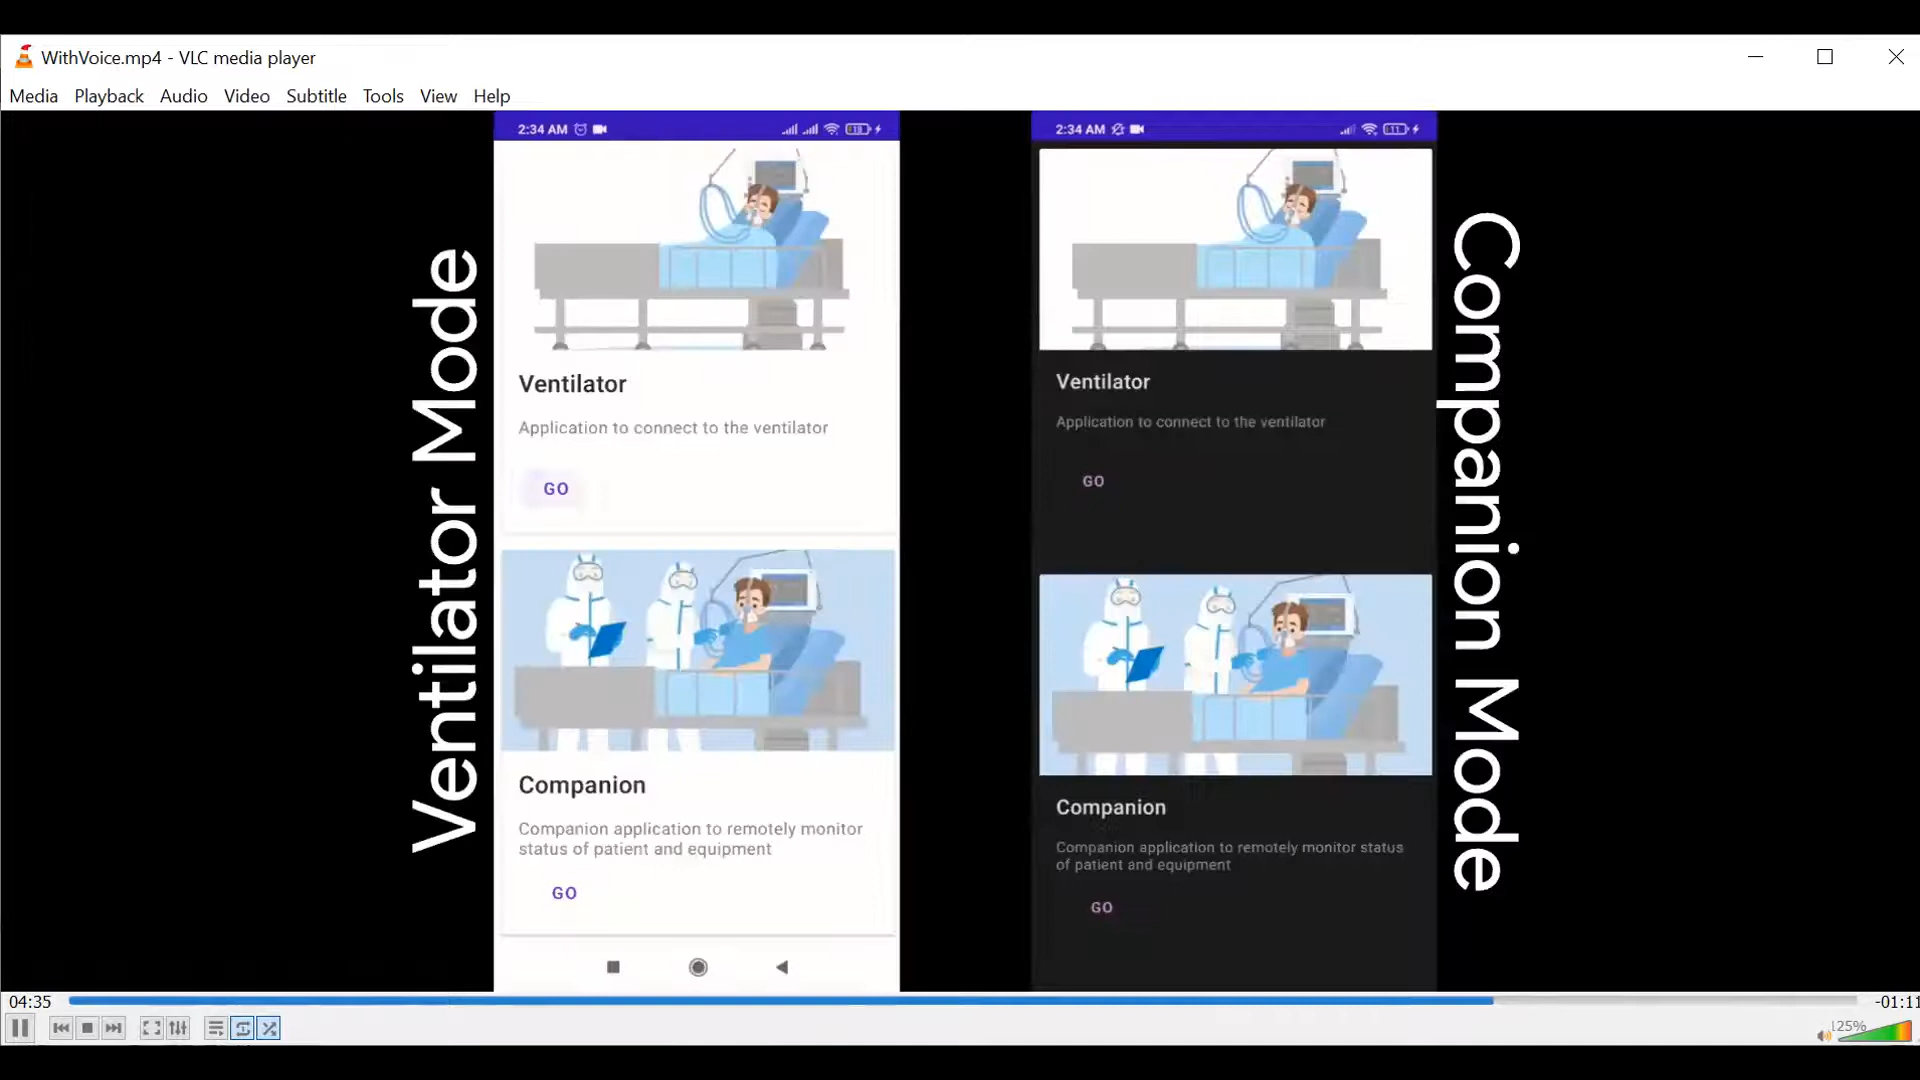 WithVoice.mp4 - VLC media player
Media Playback Audio Video Subtitle Tools View Help
Ventilator Mode
2:34 AM
Ventilator
Application to connect to the ventilator
GO
Companion
Companion application to remotely monitor
status of patient and equipment
GO
2:34 AM
11
Ventilator
Application to connect to the ventilator
GO
Companion
Companion application to remotely monitor status
of patient and equipment
GO
Companion Mode
04:35
-01:11
125%